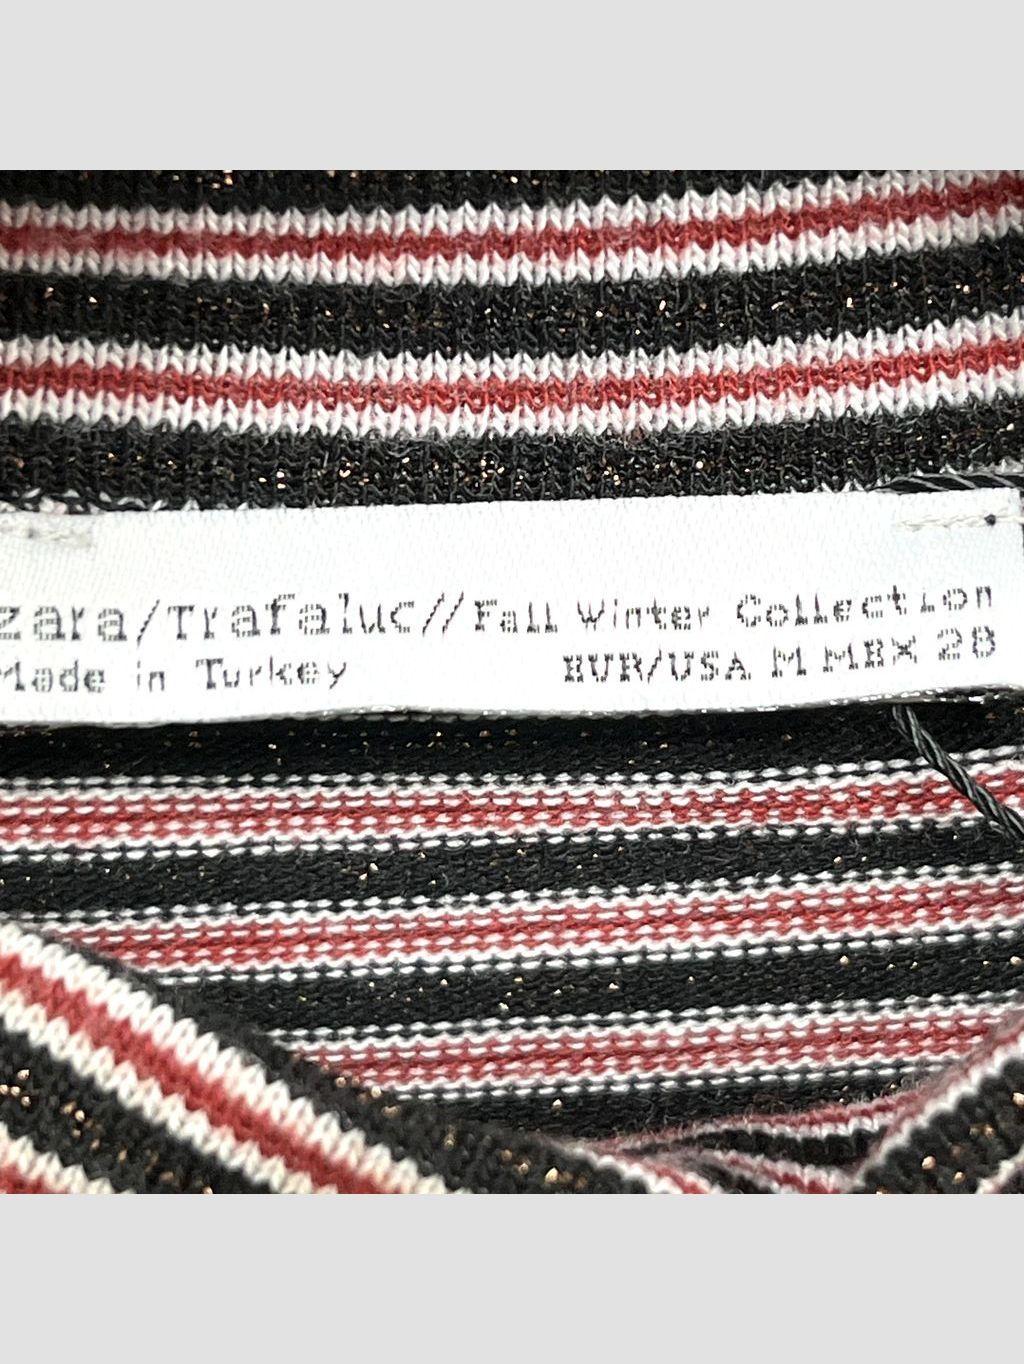 zara/Trafaluc//Fall Winter Collection
Made in Turkey EUR/USA M MEX 28